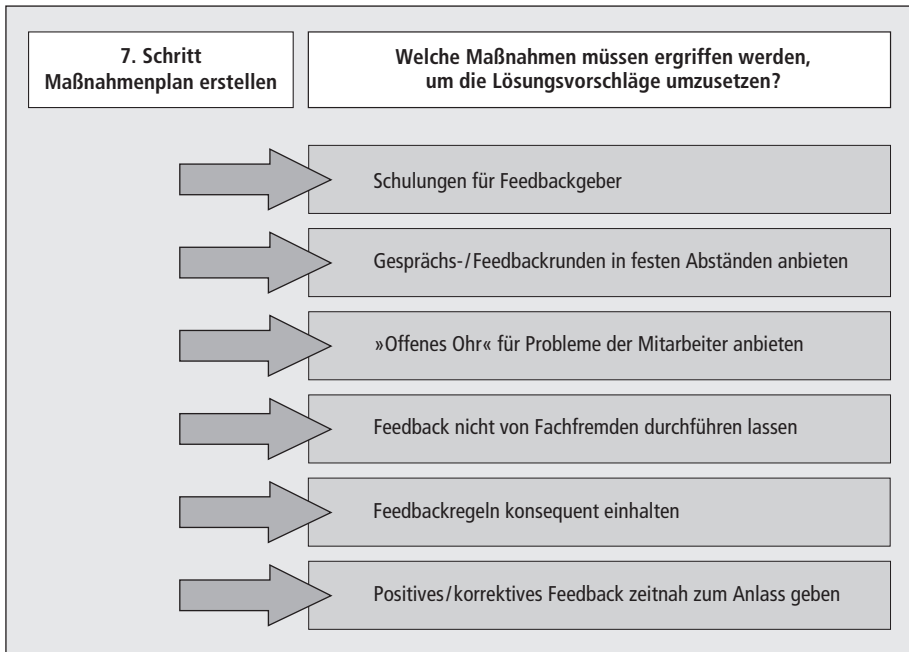 7. Schritt
Maßnahmenplan erstellen
Welche Maßnahmen müssen ergriffen werden,
um die Lösungsvorschläge umzusetzen?
Schulungen für Feedbackgeber
Gesprächs-/Feedbackrunden in festen Abständen anbieten
»Offenes Ohr« für Probleme der Mitarbeiter anbieten
Feedback nicht von Fachfremden durchführen lassen
Feedbackregeln konsequent einhalten
Positives/korrektives Feedback zeitnah zum Anlass geben